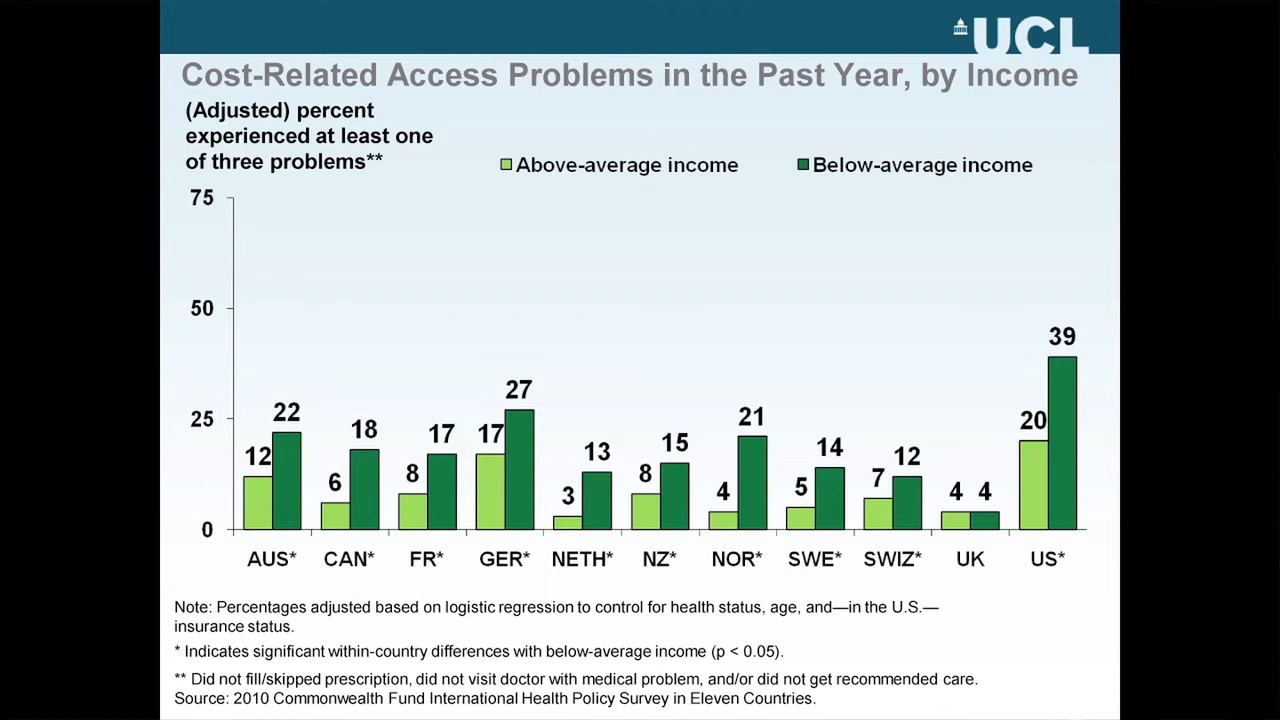 UCL
Cost-Related Access Problems in the Past Year, by Income
(Adjusted) percent
experienced at least one
of three problems**
Above-average income
Below-average income
75
50
25
0
12 22
6 18
8 17
17 27
3 13
8 15
4 21
5 14
7 12
4 4
20 39
AUS* CAN* FR* GER* NETH* NZ* NOR* SWE* SWIZ* UK US*
Note: Percentages adjusted based on logistic regression to control for health status, age, and—in the U.S.—
insurance status.
* Indicates significant within-country differences with below-average income (p < 0.05).
** Did not fill/skipped prescription, did not visit doctor with medical problem, and/or did not get recommended care.
Source: 2010 Commonwealth Fund International Health Policy Survey in Eleven Countries.